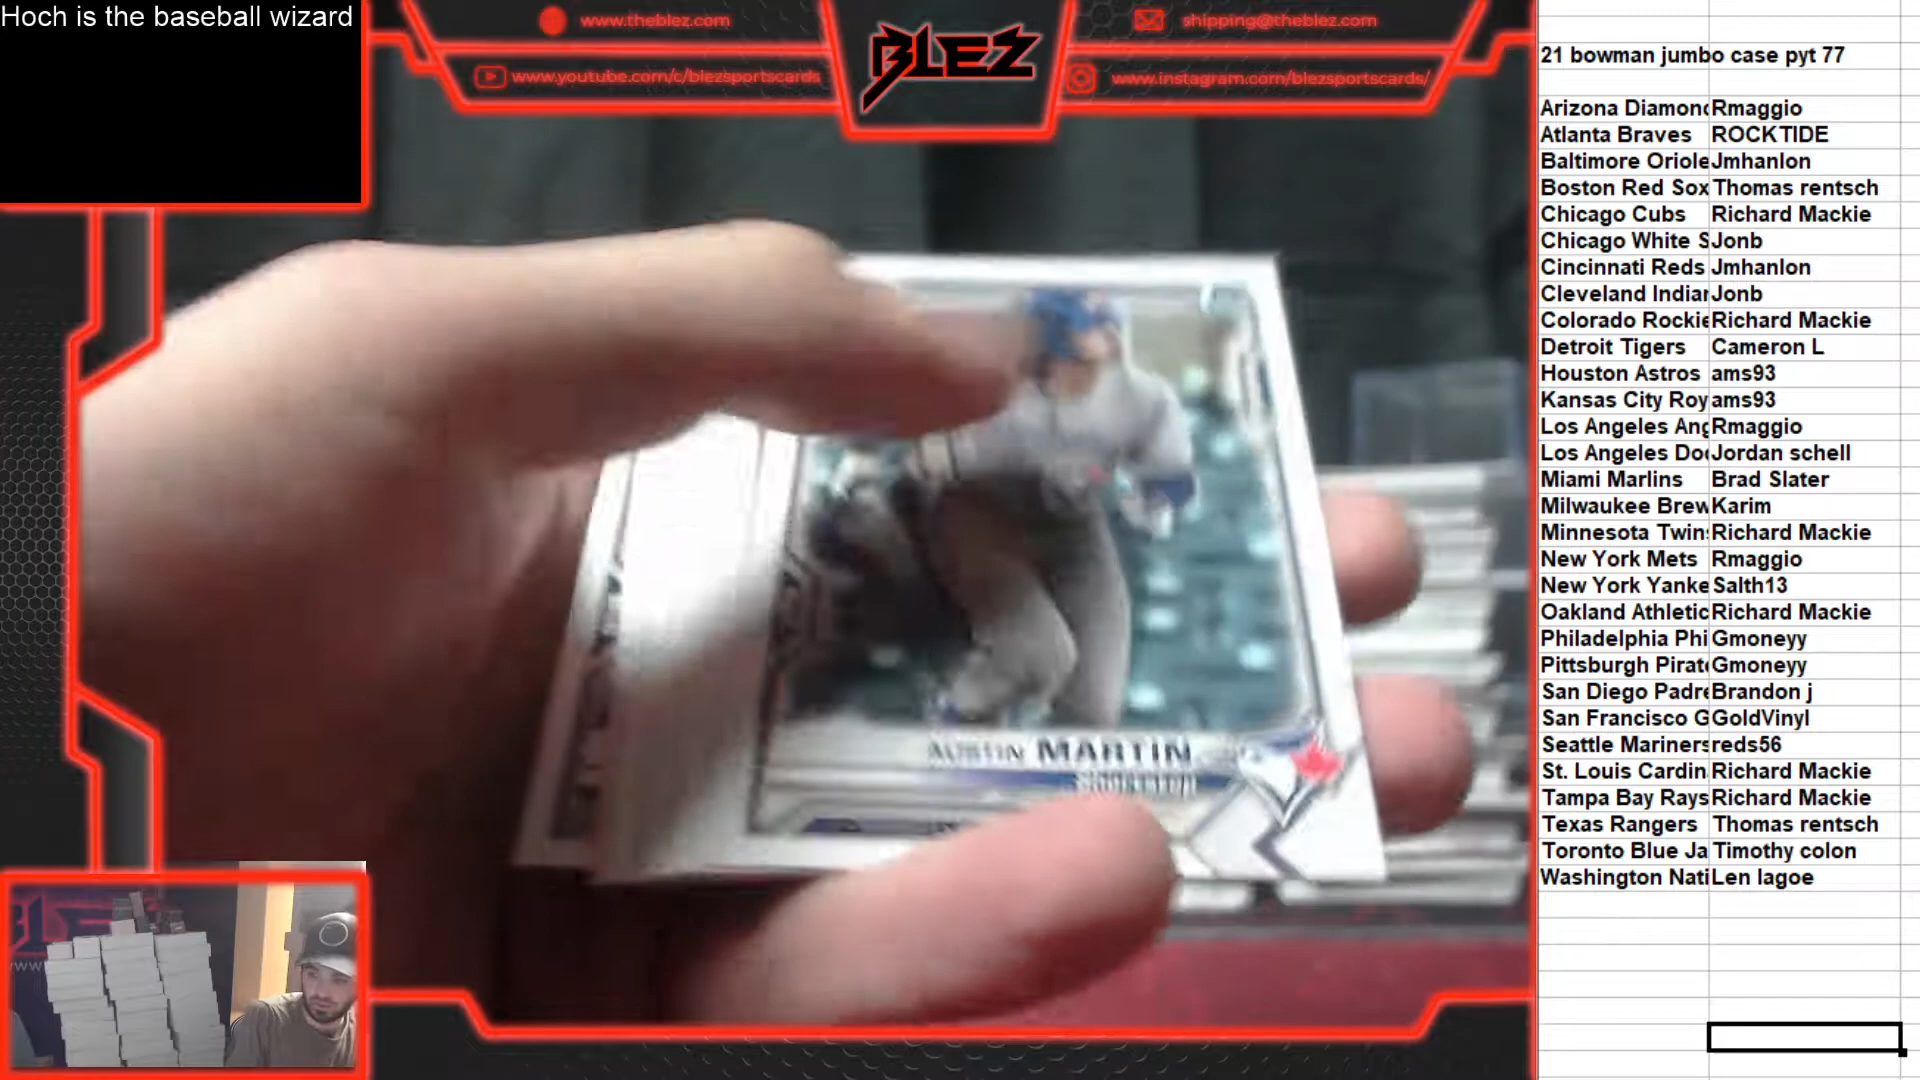 Hoch is the baseball wizard
www.theblez.com
shipping@theblez.com
BLEZ
www.youtube.com/c/blezsportscards
www.instagram.com/blezsportscards/
AUSTIN MARTIN
21 bowman jumbo case pyt 77
Arizona Diamond Rmaggio
Atlanta Braves ROCKTIDE
Baltimore Oriole Jmhanlon
Boston Red Sox Thomas rentsch
Chicago Cubs Richard Mackie
Chicago White S Jonb
Cincinnati Reds Jmhanlon
Cleveland Indian Jonb
Colorado Rockie Richard Mackie
Detroit Tigers Cameron L
Houston Astros ams93
Kansas City Roy ams93
Los Angeles Ang Rmaggio
Los Angeles Dod Jordan schell
Miami Marlins Brad Slater
Milwaukee Brew Karim
Minnesota Twins Richard Mackie
New York Mets Rmaggio
New York Yanke Salth13
Oakland Athletic Richard Mackie
Philadelphia Phi Gmoneyy
Pittsburgh Pirate Gmoneyy
San Diego Padre Brandon j
San Francisco G GoldVinyl
Seattle Mariners reds56
St. Louis Cardin Richard Mackie
Tampa Bay Rays Richard Mackie
Texas Rangers Thomas rentsch
Toronto Blue Ja Timothy colon
Washington Nati Len lagoe